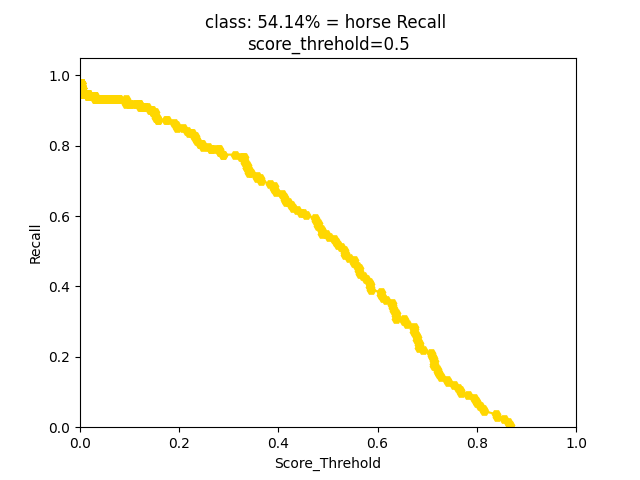 class: 54.14% = horse Recall
score_threhold=0.5
1.0
0.8
0.6
0.4
0.2
0.0
Recall
0.0 0.2 0.4 0.6 0.8 1.0
Score_Threhold